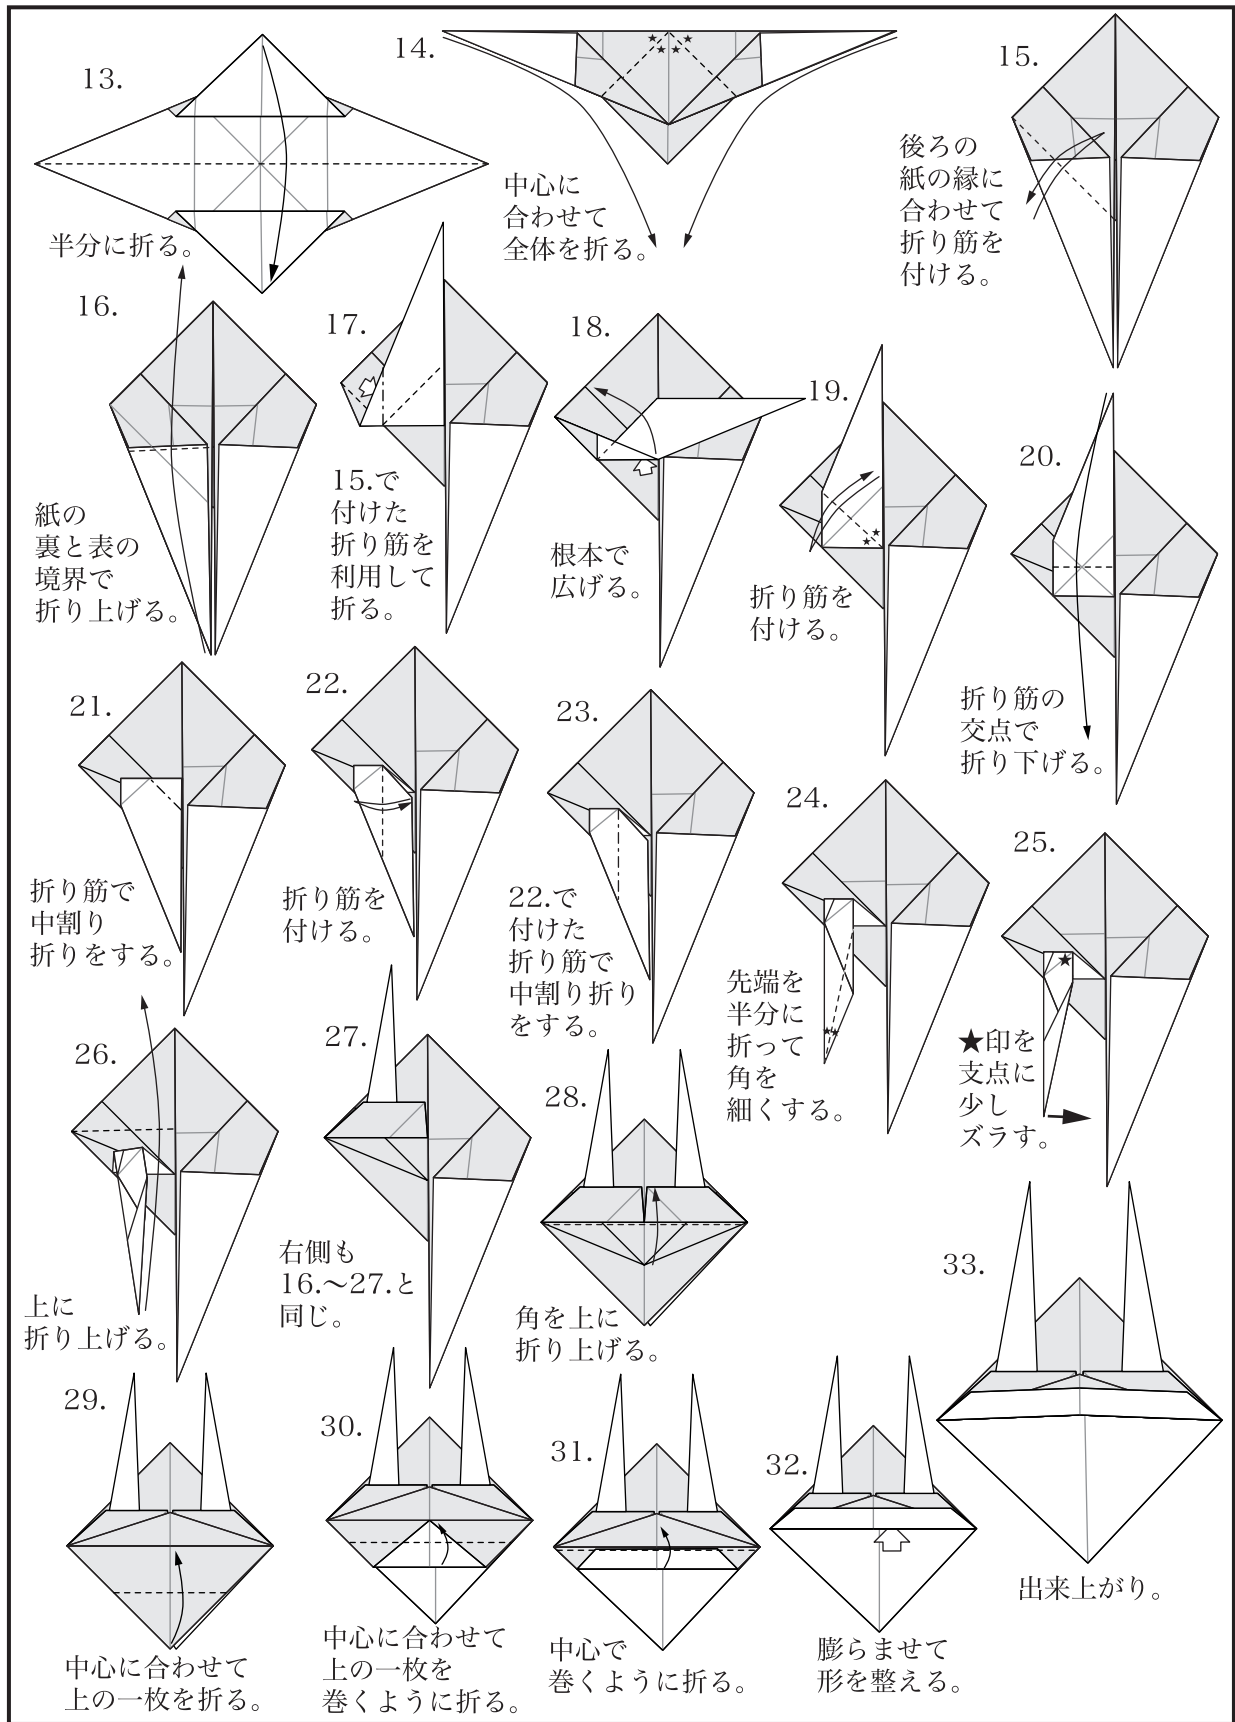 13.
半分に折る。
14.
中心に
合わせて
全体を折る。
15.
後ろの
紙の縁に
合わせて
折り筋を
付ける。
16.
紙の
裏と表の
境界で
折り上げる。
17.
15.で
付けた
折り筋を
利用して
折る。
18.
根本で
広げる。
19.
折り筋を
付ける。
20.
折り筋の
交点で
折り下げる。
21.
折り筋で
中割り
折りをする。
22.
折り筋を
付ける。
23.
22.で
付けた
折り筋で
中割り折り
をする。
24.
先端を
半分に
折って
角を
細くする。
25.
★印を
支点に
少し
ズラす。
26.
上に
折り上げる。
27.
右側も
16.〜27.と
同じ。
28.
角を上に
折り上げる。
29.
中心に合わせて
上の一枚を折る。
30.
中心に合わせて
上の一枚を
巻くように折る。
31.
中心で
巻くように折る。
32.
膨らませて
形を整える。
33.
出来上がり。